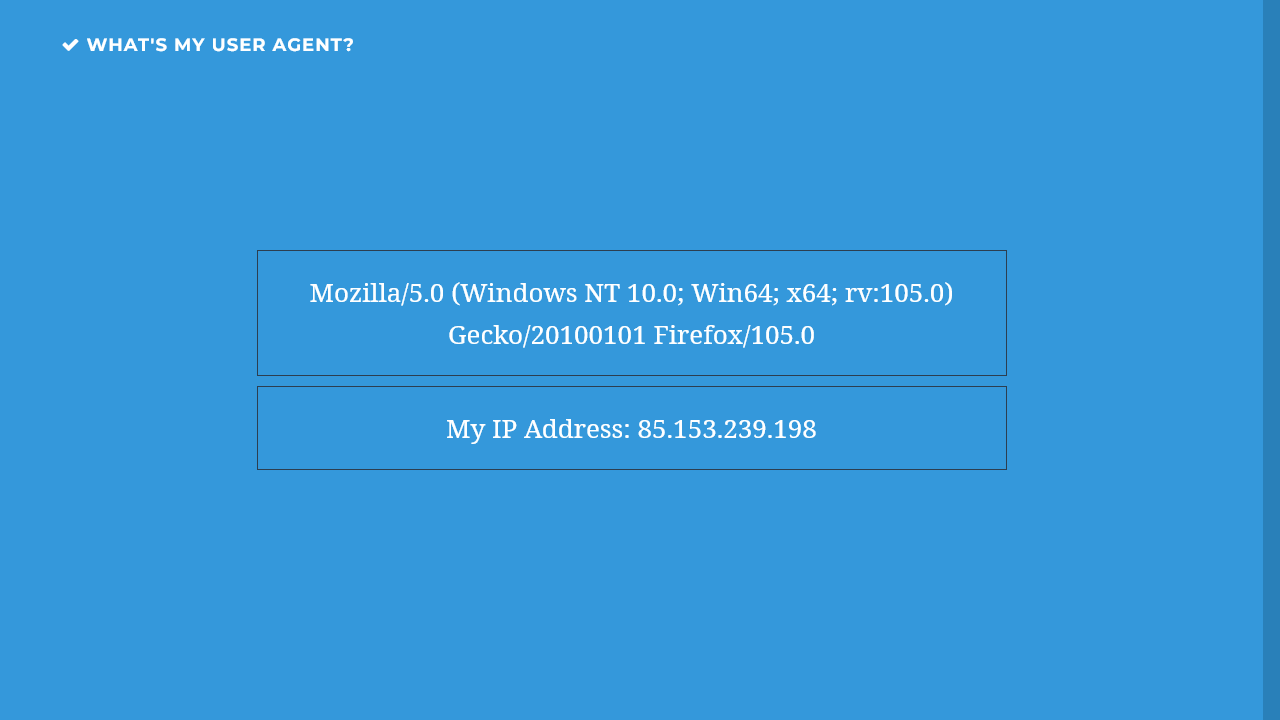 WHAT'S MY USER AGENT?
Mozilla/5.0 (Windows NT 10.0; Win64; x64; rv:105.0)
Gecko/20100101 Firefox/105.0
My IP Address: 85.153.239.198